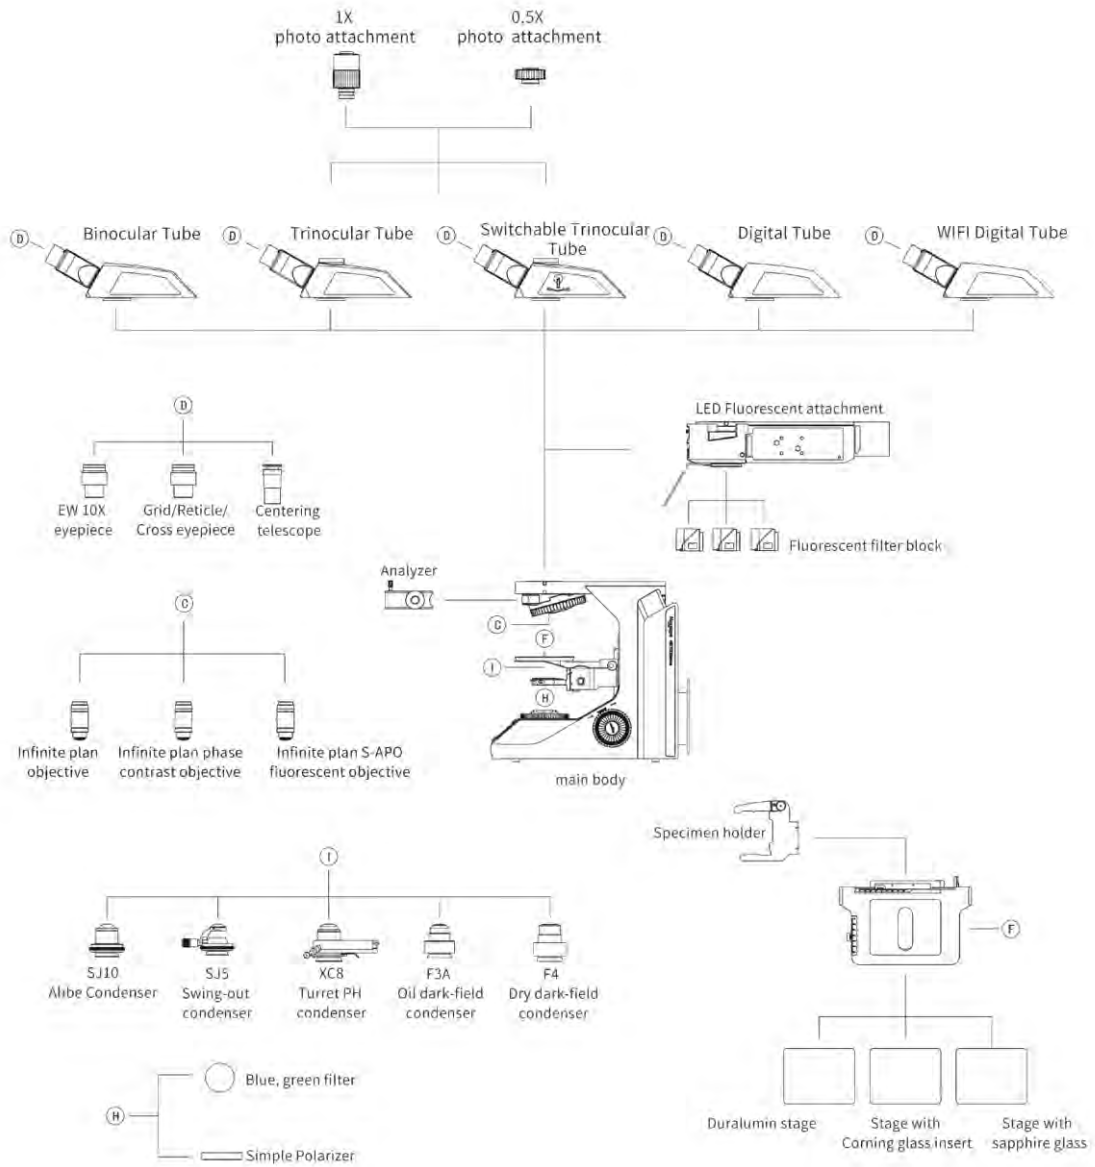 1X
photo attachment
0,5X
photo attachment
D
Binocular Tube
D
Trinocular Tube
D
Switchable Trinocular
Tube
D
Digital Tube
D
WIFI Digital Tube
D
EW 10X
eyepiece
Grid/Reticle/
Cross eyepiece
Centering
telescope
LED Fluorescent attachment
Fluorescent filter block
Analyzer
G
F
I
H
main body
G
Infinite plan
objective
Infinite plan phase
contrast objective
Infinite plan S-APO
fluorescent objective
Specimen holder
F
I
SJ10
Abbe Condenser
SJ5
Swing-out
condenser
XC8
Turret PH
condenser
F3A
Oil dark-field
condenser
F4
Dry dark-field
condenser
H
Blue, green filter
Simple Polarizer
Duralumin stage
Stage with
Corning glass insert
Stage with
sapphire glass